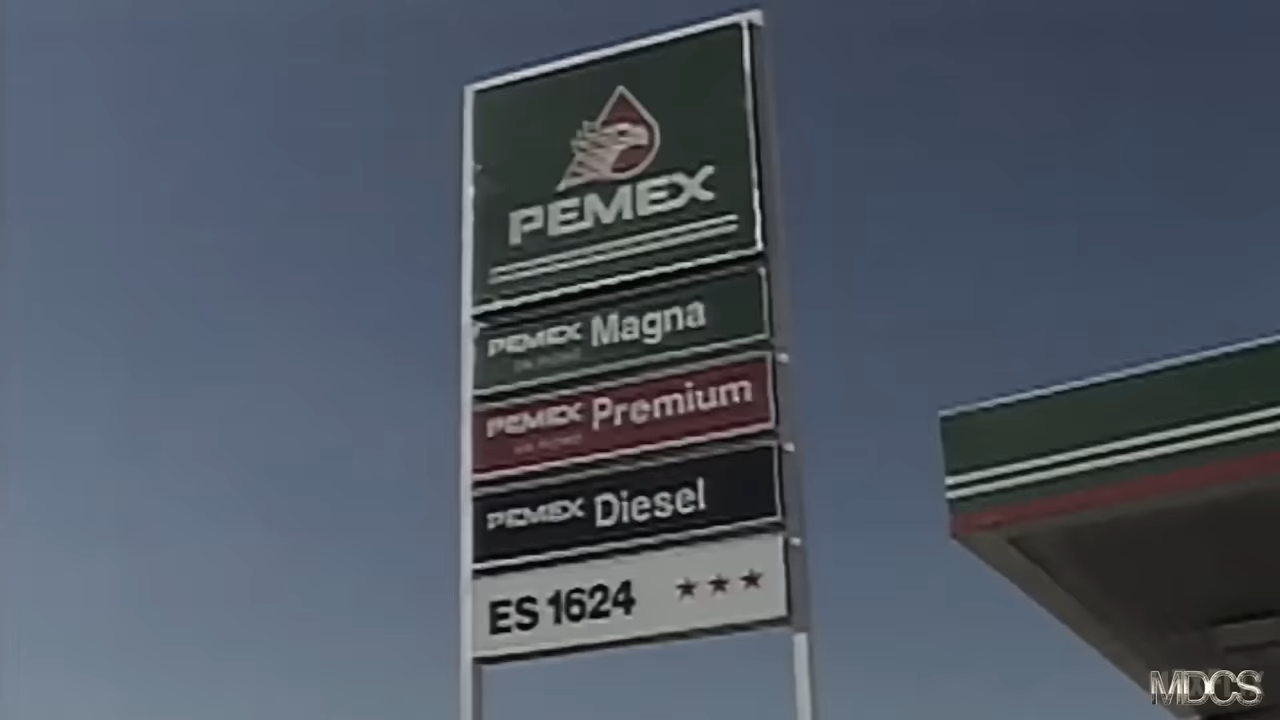 PEMEX
PEMEX Magna
PEMEX Premium
PEMEX Diesel
ES 1624 ★★★
MDCS